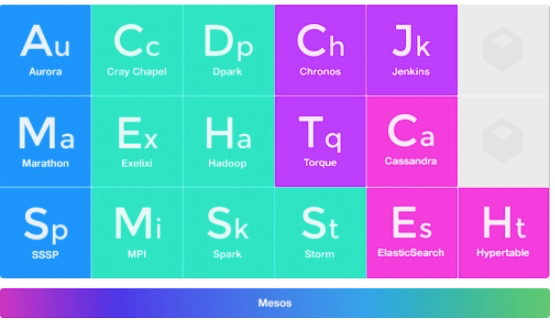 Au Cc Dp Ch Jk
Aurora Cray Chapel Dpark Chronos Jenkins
Ma Ex Ha Tq Ca
Marathon Exelixi Hadoop Torque Cassandra
Sp Mi Sk St Es Ht
SSSP MPI Spark Storm ElasticSearch Hypertable
Mesos